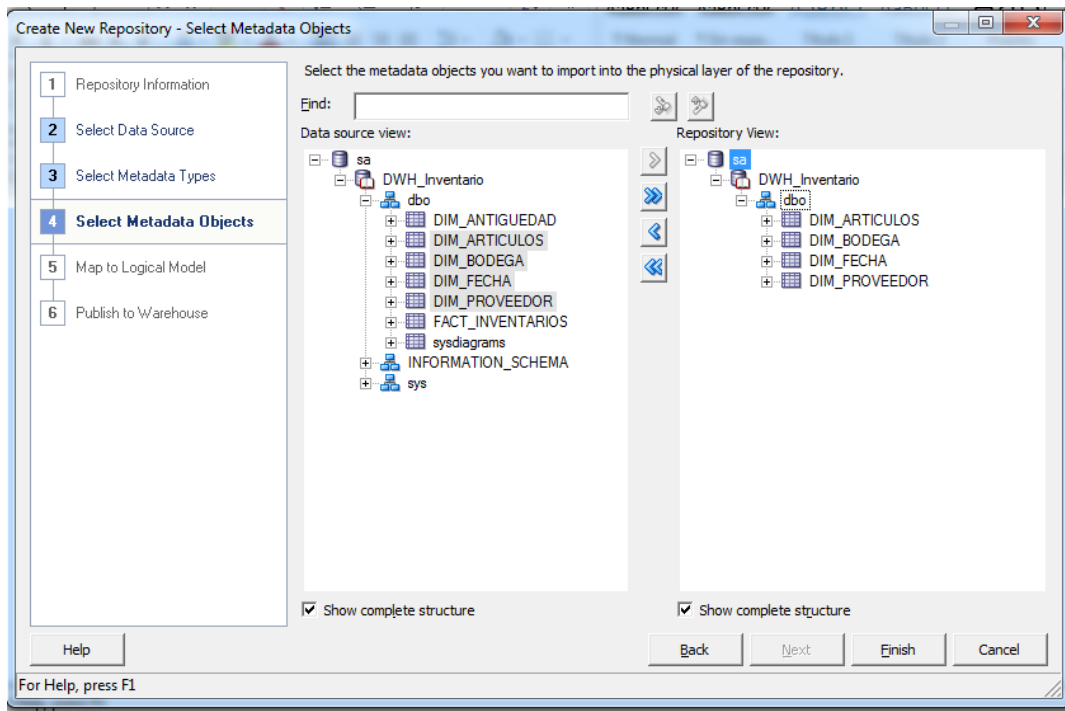 Create New Repository - Select Metadata Objects
1 Repository Information
2 Select Data Source
3 Select Metadata Types
4 Select Metadata Objects
5 Map to Logical Model
6 Publish to Warehouse
Select the metadata objects you want to import into the physical layer of the repository.
Find:
Data source view:
sa
DWH_Inventario
dbo
DIM_ANTIGUEDAD
DIM_ARTICULOS
DIM_BODEGA
DIM_FECHA
DIM_PROVEEDOR
FACT_INVENTARIOS
sysdiagrams
INFORMATION_SCHEMA
sys
Show complete structure
Repository View:
sa
DWH_Inventario
dbo
DIM_ARTICULOS
DIM_BODEGA
DIM_FECHA
DIM_PROVEEDOR
Show complete structure
Help
Back
Next
Finish
Cancel
For Help, press F1